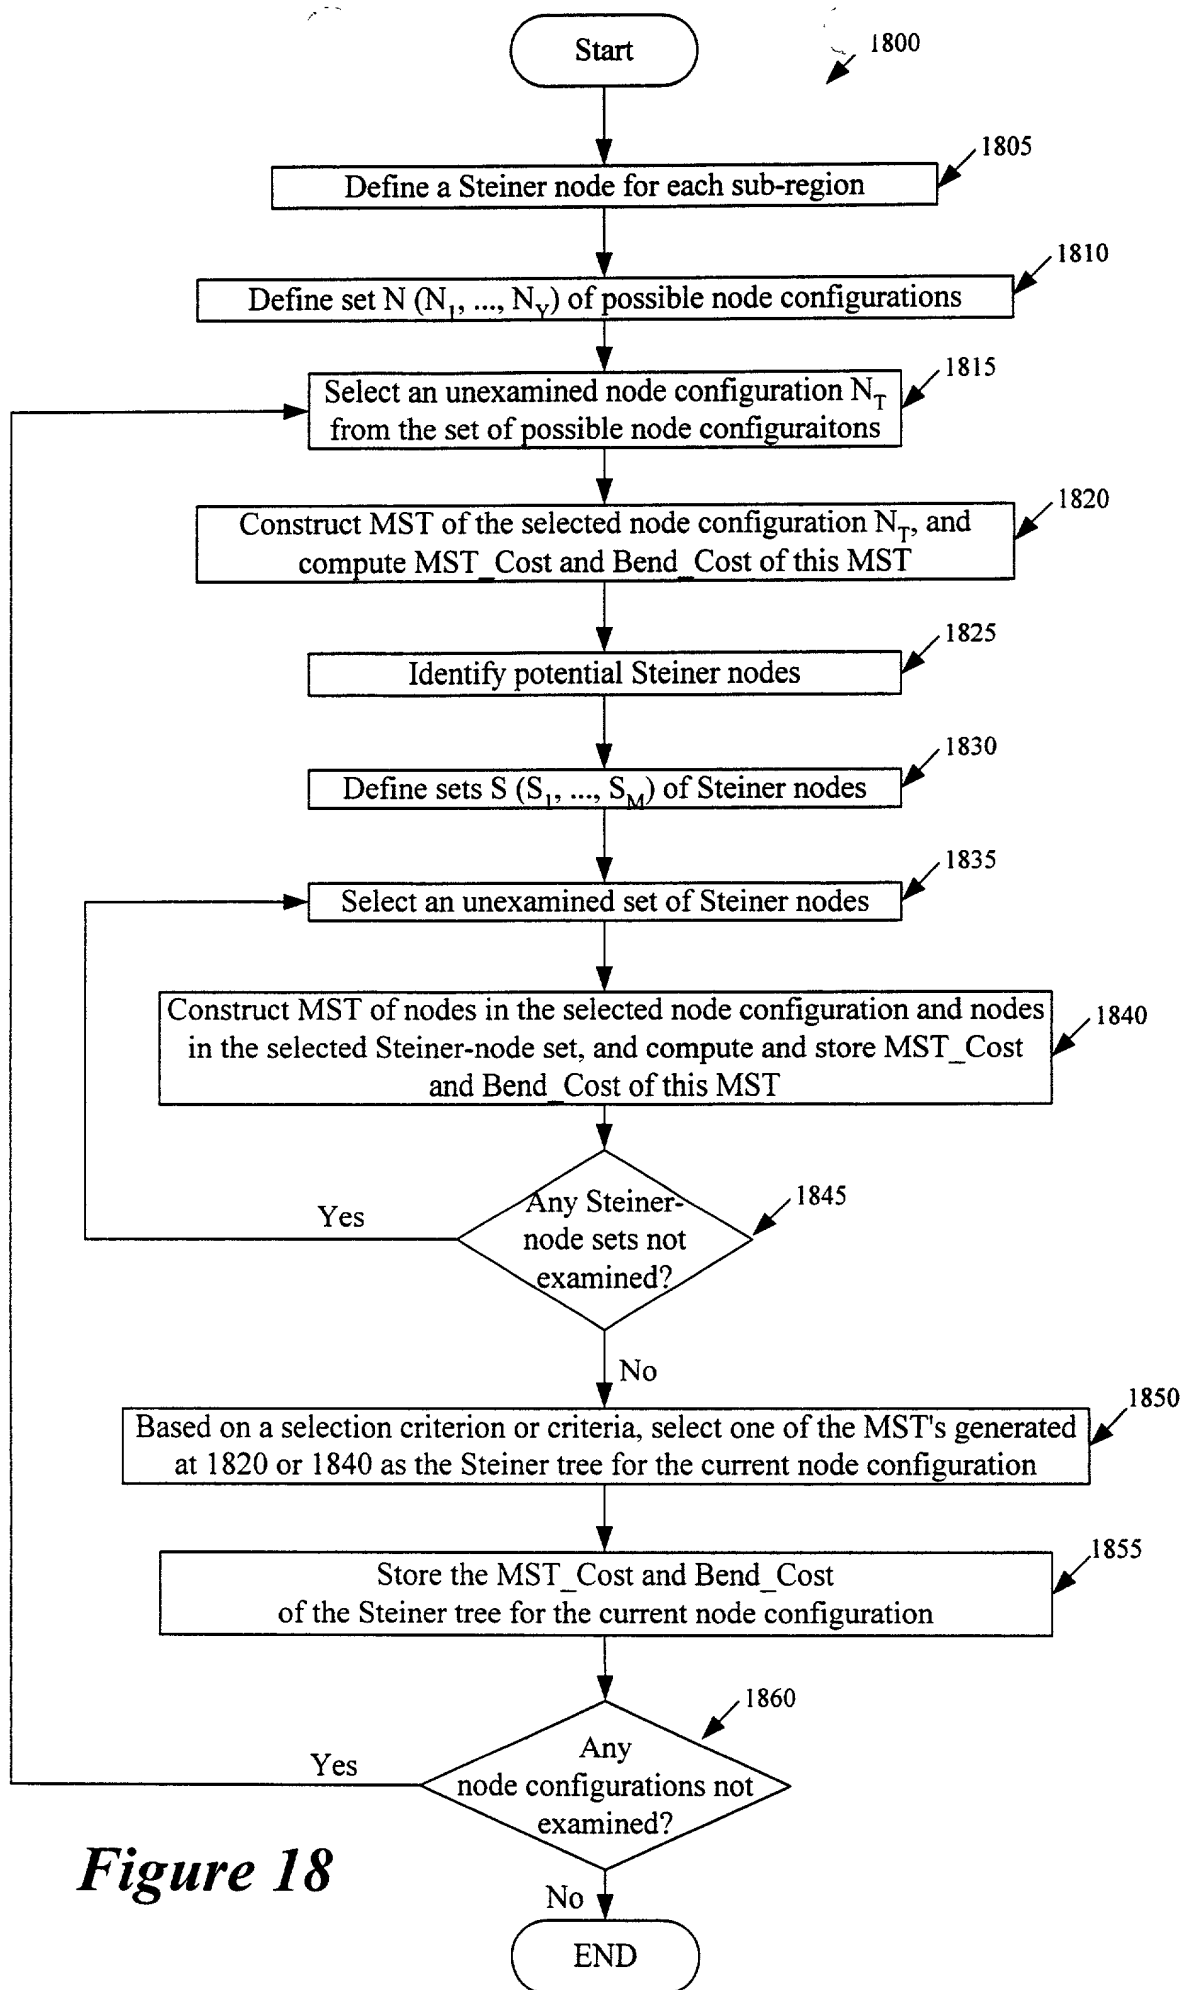 Start
1800
1805
Define a Steiner node for each sub-region
1810
Define set N (N1, ..., NY) of possible node configurations
1815
Select an unexamined node configuration NT
from the set of possible node configuraitons
1820
Construct MST of the selected node configuration NT, and
compute MST_Cost and Bend_Cost of this MST
1825
Identify potential Steiner nodes
1830
Define sets S (S1, ..., SM) of Steiner nodes
1835
Select an unexamined set of Steiner nodes
1840
Construct MST of nodes in the selected node configuration and nodes
in the selected Steiner-node set, and compute and store MST_Cost
and Bend_Cost of this MST
1845
Any Steiner-
node sets not
examined?
Yes
No
1850
Based on a selection criterion or criteria, select one of the MST's generated
at 1820 or 1840 as the Steiner tree for the current node configuration
1855
Store the MST_Cost and Bend_Cost
of the Steiner tree for the current node configuration
1860
Any
node configurations not
examined?
Yes
No
END
Figure 18